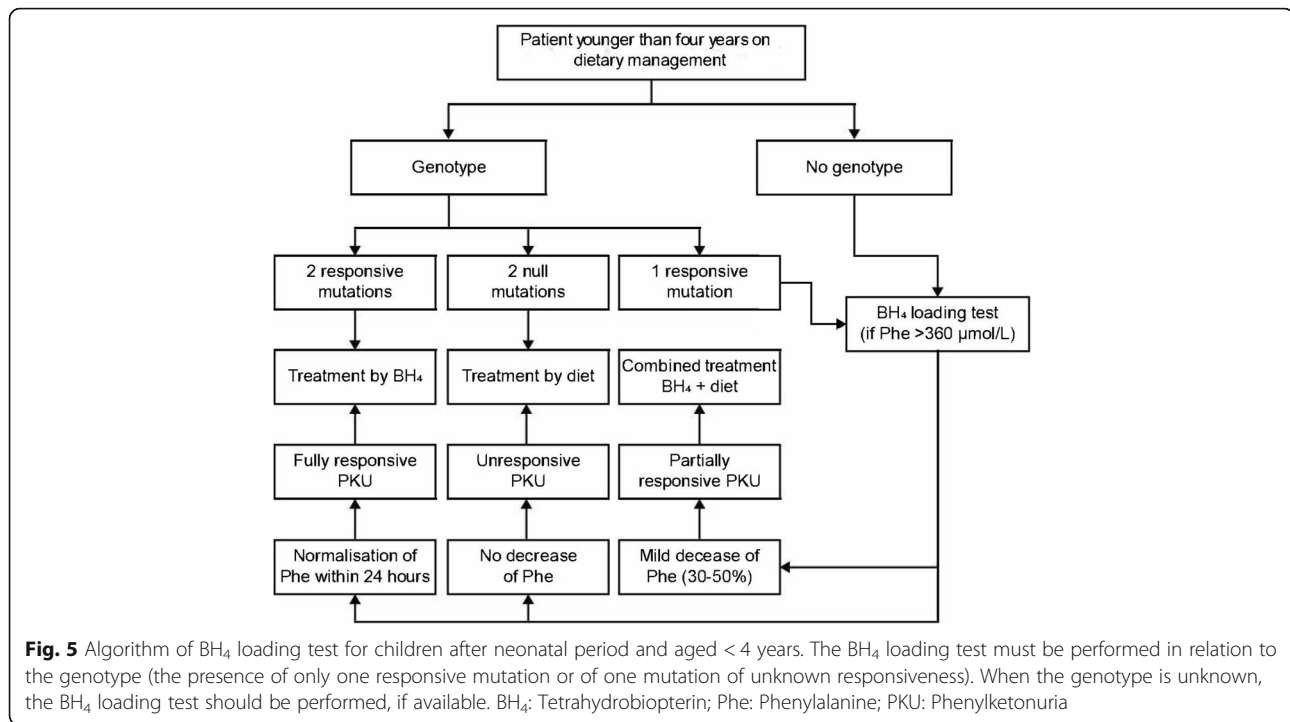 Patient younger than four years on
dietary management
Genotype
No genotype
2 responsive
mutations
2 null
mutations
1 responsive
mutation
BH₄ loading test
(if Phe >360 µmol/L)
Treatment by BH₄
Treatment by diet
Combined treatment
BH₄ + diet
Fully responsive
PKU
Unresponsive
PKU
Partially
responsive PKU
Normalisation of
Phe within 24 hours
No decrease
of Phe
Mild decease of
Phe (30-50%)
Fig. 5 Algorithm of BH₄ loading test for children after neonatal period and aged < 4 years. The BH₄ loading test must be performed in relation to
the genotype (the presence of only one responsive mutation or of one mutation of unknown responsiveness). When the genotype is unknown,
the BH₄ loading test should be performed, if available. BH₄: Tetrahydrobiopterin; Phe: Phenylalanine; PKU: Phenylketonuria